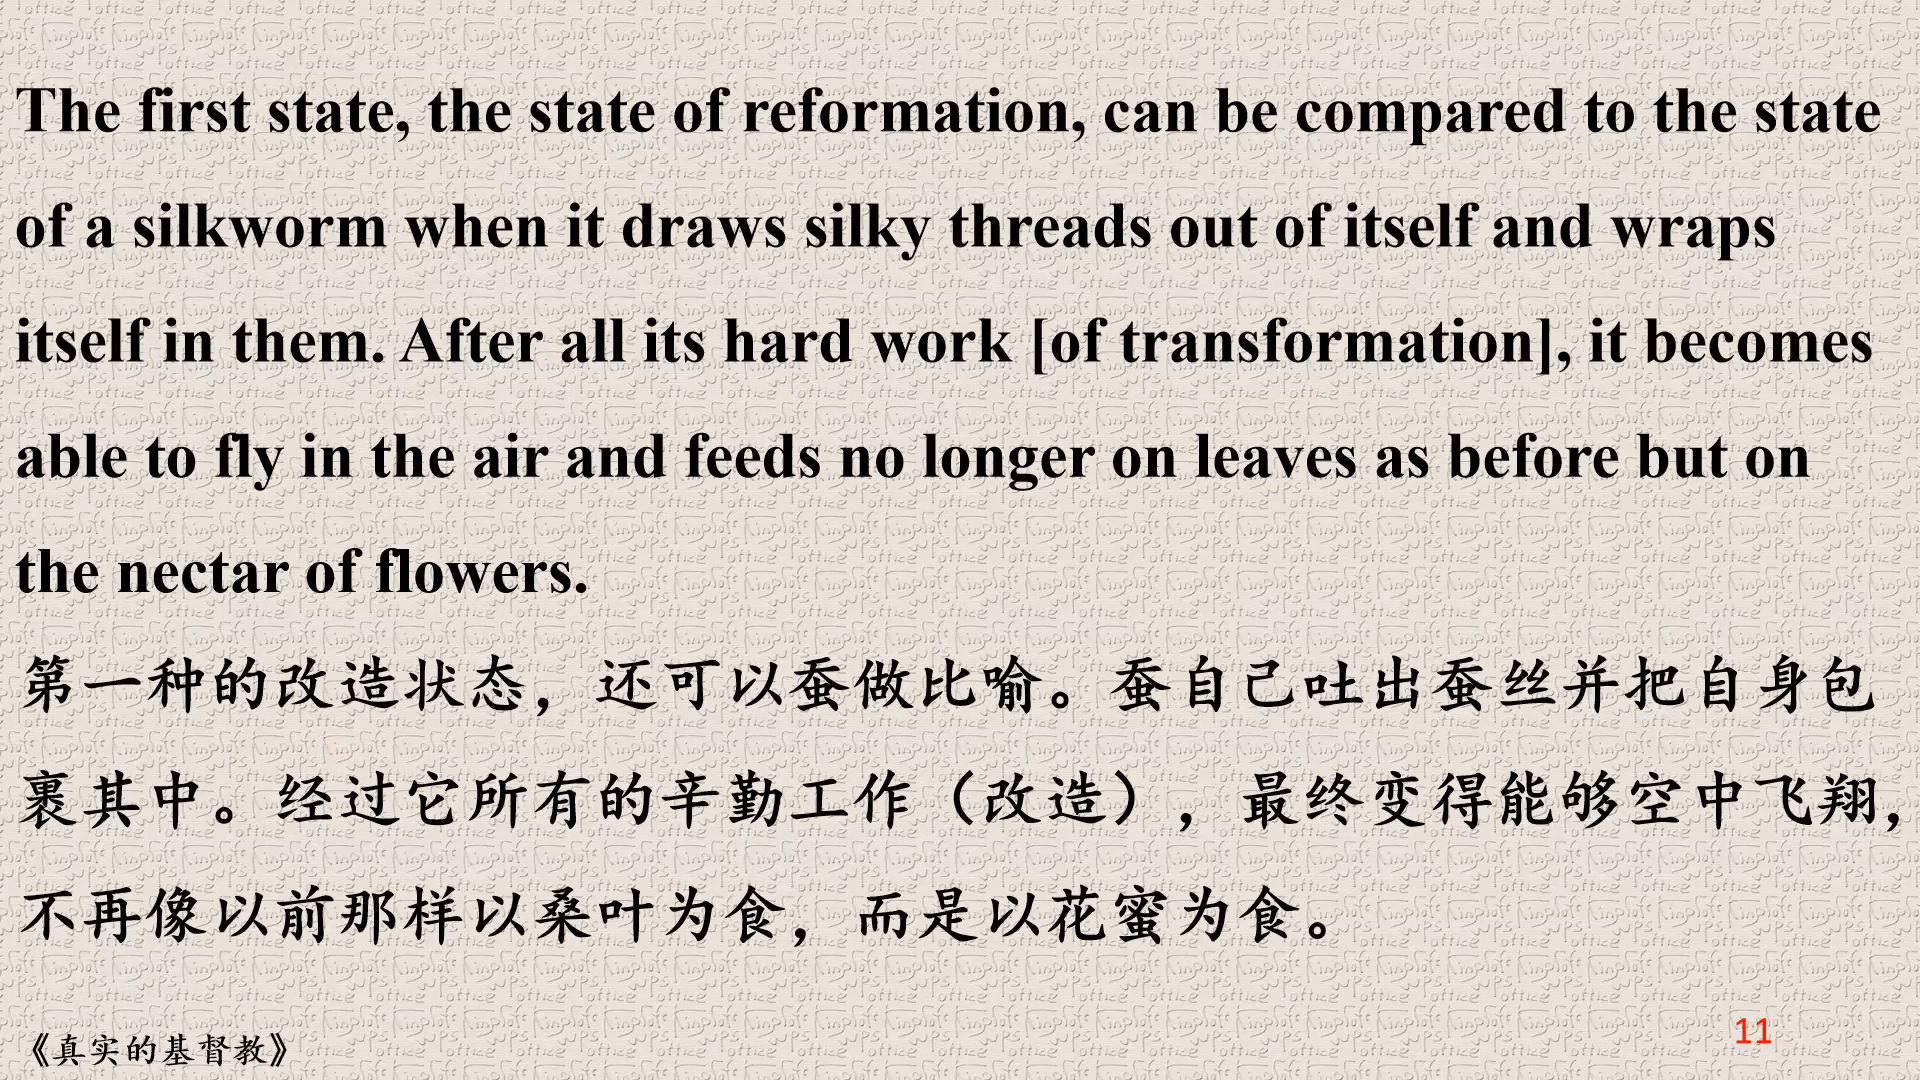 The first state, the state of reformation, can be compared to the state
of a silkworm when it draws silky threads out of itself and wraps
itself in them. After all its hard work [of transformation], it becomes
able to fly in the air and feeds no longer on leaves as before but on
the nectar of flowers.
第一种的改造状态，还可以蚕做比喻。蚕自己吐出蚕丝并把自身包
裹其中。经过它所有的辛勤工作（改造），最终变得能够空中飞翔，
不再像以前那样以桑叶为食，而是以花蜜为食。
《真实的基督教》
11